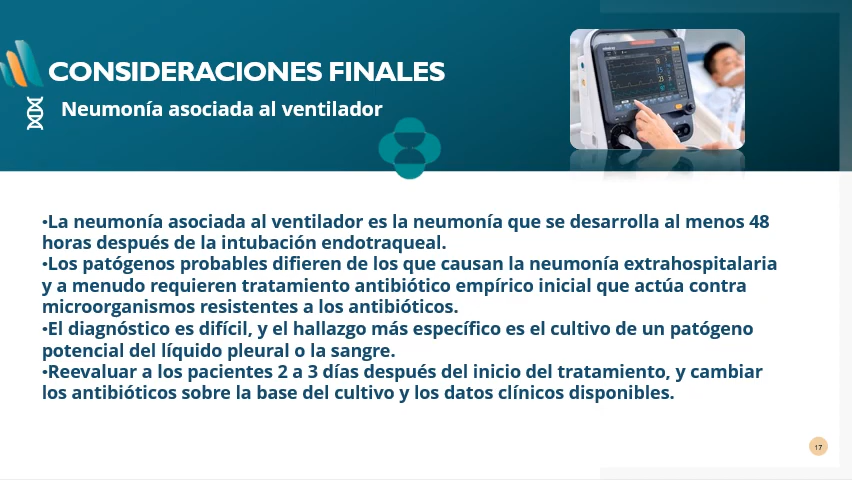 CONSIDERACIONES FINALES
Neumonía asociada al ventilador
•La neumonía asociada al ventilador es la neumonía que se desarrolla al menos 48
horas después de la intubación endotraqueal.
•Los patógenos probables difieren de los que causan la neumonía extrahospitalaria
y a menudo requieren tratamiento antibiótico empírico inicial que actúa contra
microorganismos resistentes a los antibióticos.
•El diagnóstico es difícil, y el hallazgo más específico es el cultivo de un patógeno
potencial del líquido pleural o la sangre.
•Reevaluar a los pacientes 2 a 3 días después del inicio del tratamiento, y cambiar
los antibióticos sobre la base del cultivo y los datos clínicos disponibles.
17